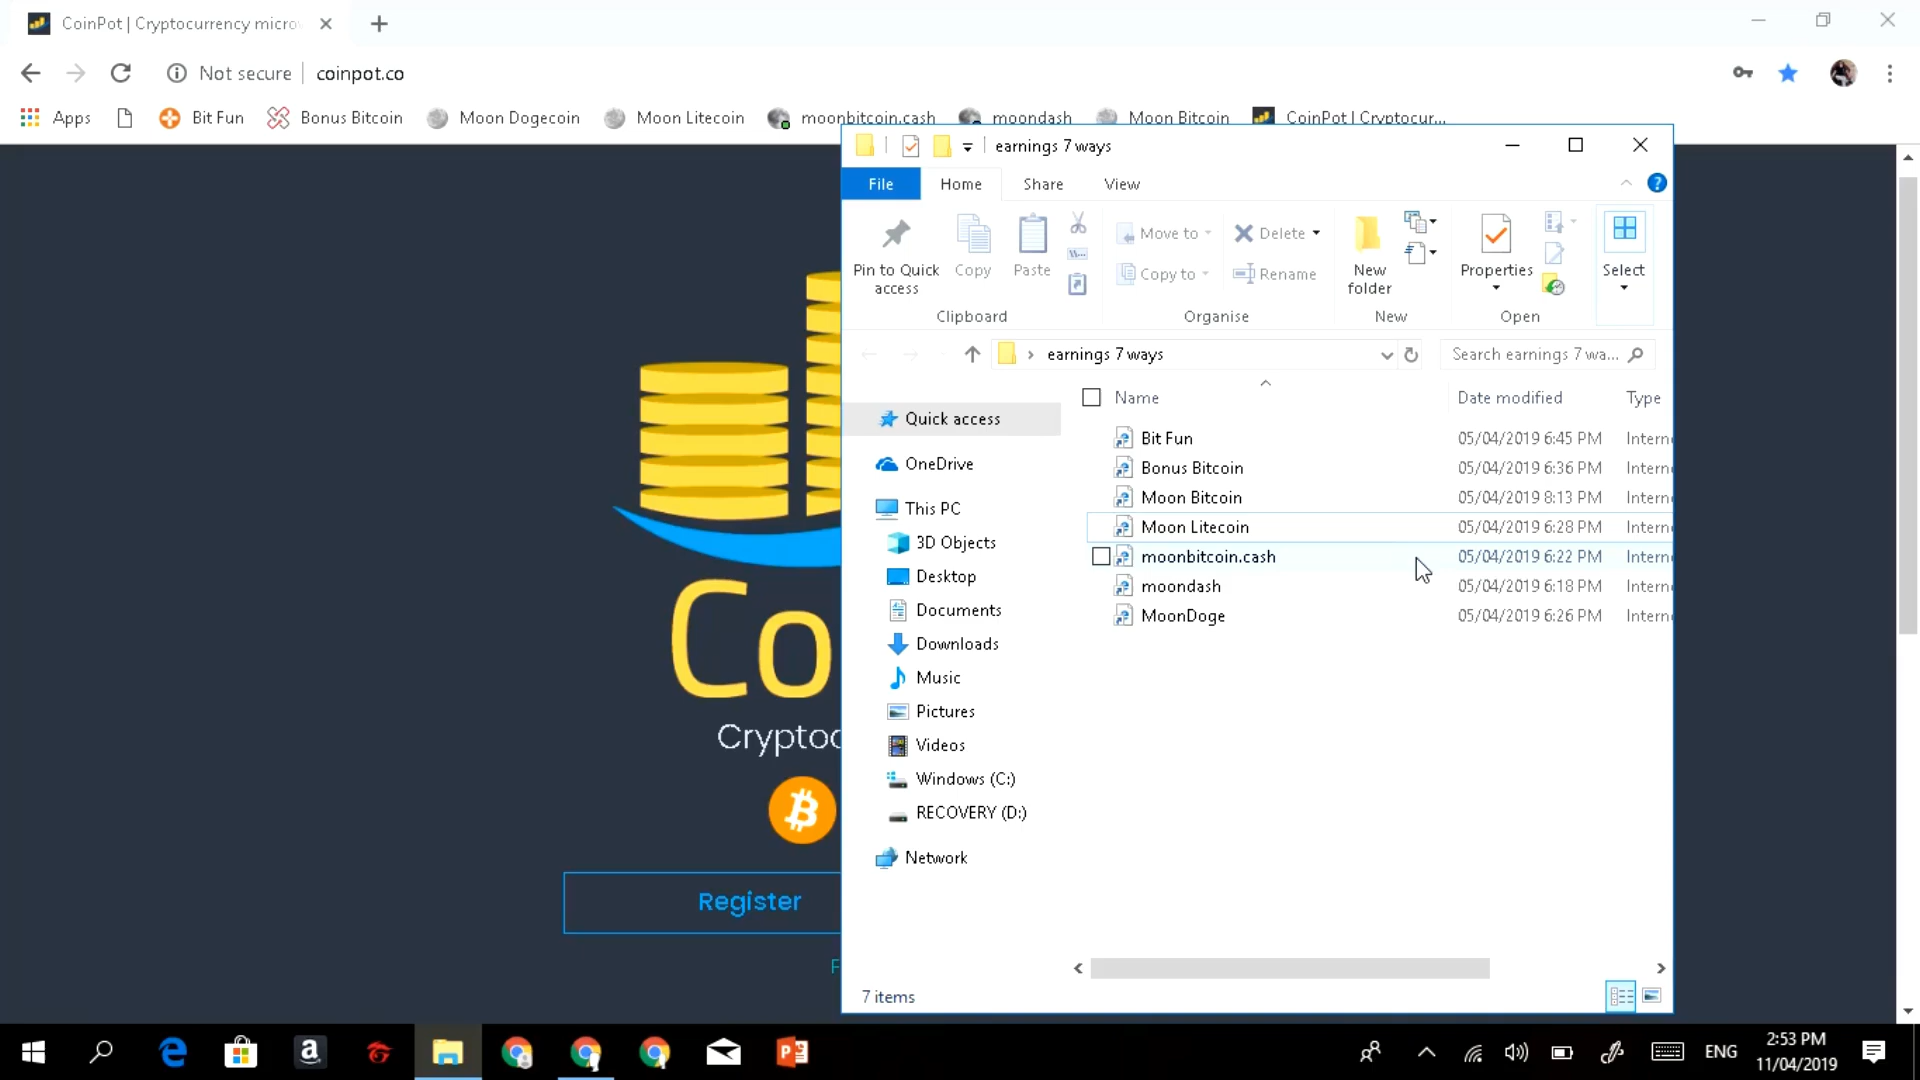 CoinPot | Cryptocurrency micro
Not secure | coinpot.co
Apps Bit Fun Bonus Bitcoin Moon Dogecoin Moon Litecoin moonbitcoin.cash moondash Moon Bitcoin CoinPot | Cryptocur...
earnings 7 ways
File Home Share View
Pin to Quick access
Copy
Paste
Move to
Copy to
Delete
Rename
New folder
Properties
Select
Clipboard Organise New Open
earnings 7 ways
Search earnings 7 wa...
Name Date modified Type
Bit Fun 05/04/2019 6:45 PM Intern
Bonus Bitcoin 05/04/2019 6:36 PM Intern
Moon Bitcoin 05/04/2019 8:13 PM Intern
Moon Litecoin 05/04/2019 6:28 PM Intern
moonbitcoin.cash 05/04/2019 6:22 PM Intern
moondash 05/04/2019 6:18 PM Intern
MoonDoge 05/04/2019 6:26 PM Intern
Quick access
OneDrive
This PC
3D Objects
Desktop
Documents
Downloads
Music
Pictures
Videos
Windows (C:)
RECOVERY (D:)
Network
7 items
Co
Cryptoc
Register
F
ENG
2:53 PM
11/04/2019